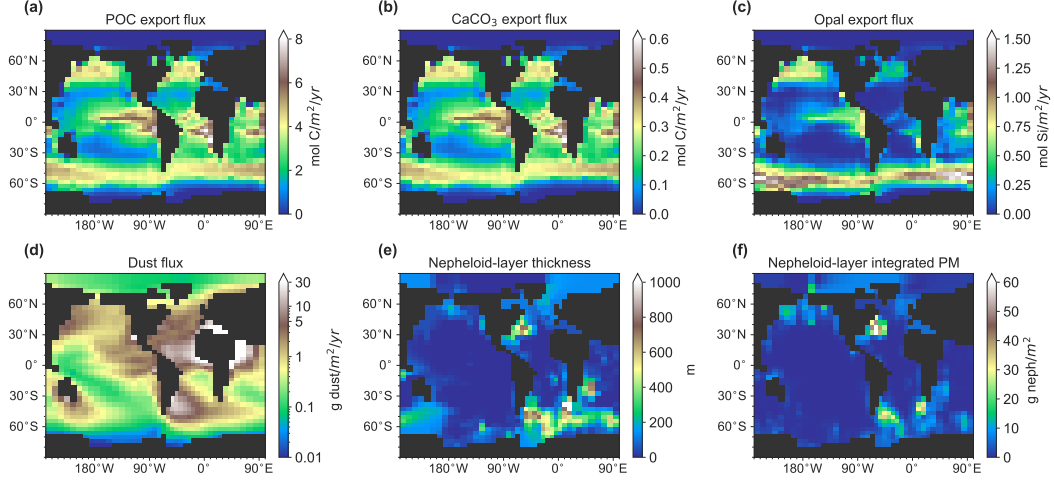 (a) POC export flux
8
6
4
2
0
mol C/m²/yr
60°N
30°N
0°
30°S
60°S
180°W 90°W 0° 90°E
(b) CaCO₃ export flux
0.6
0.5
0.4
0.3
0.2
0.1
0.0
mol C/m²/yr
60°N
30°N
0°
30°S
60°S
180°W 90°W 0° 90°E
(c) Opal export flux
1.50
1.25
1.00
0.75
0.50
0.25
0.00
mol Si/m²/yr
60°N
30°N
0°
30°S
60°S
180°W 90°W 0° 90°E
(d) Dust flux
30
10
5
1
0.1
0.01
g dust/m²/yr
60°N
30°N
0°
30°S
60°S
180°W 90°W 0° 90°E
(e) Nepheloid-layer thickness
1000
800
600
400
200
0
m
60°N
30°N
0°
30°S
60°S
180°W 90°W 0° 90°E
(f) Nepheloid-layer integrated PM
60
50
40
30
20
10
0
g neph/m²
60°N
30°N
0°
30°S
60°S
180°W 90°W 0° 90°E